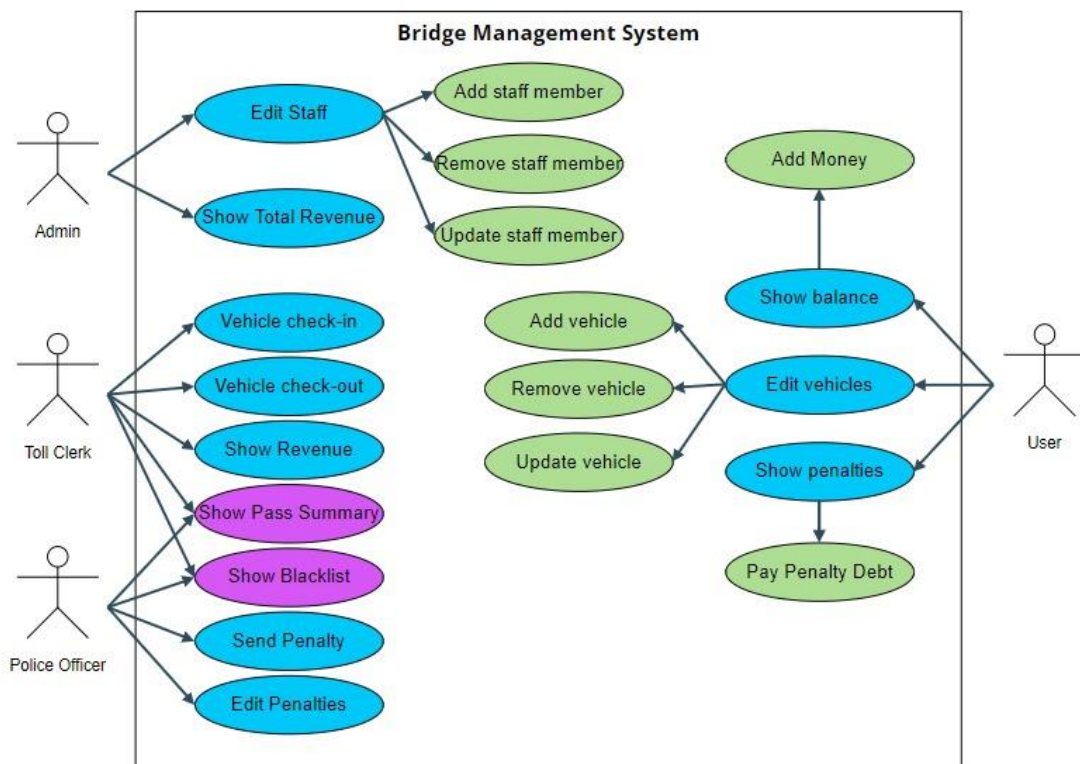 Bridge Management System
Edit Staff
Add staff member
Remove staff member
Update staff member
Show Total Revenue
Admin
Add Money
Show balance
Edit vehicles
Show penalties
Pay Penalty Debt
User
Add vehicle
Remove vehicle
Update vehicle
Vehicle check-in
Vehicle check-out
Show Revenue
Toll Clerk
Show Pass Summary
Show Blacklist
Send Penalty
Edit Penalties
Police Officer